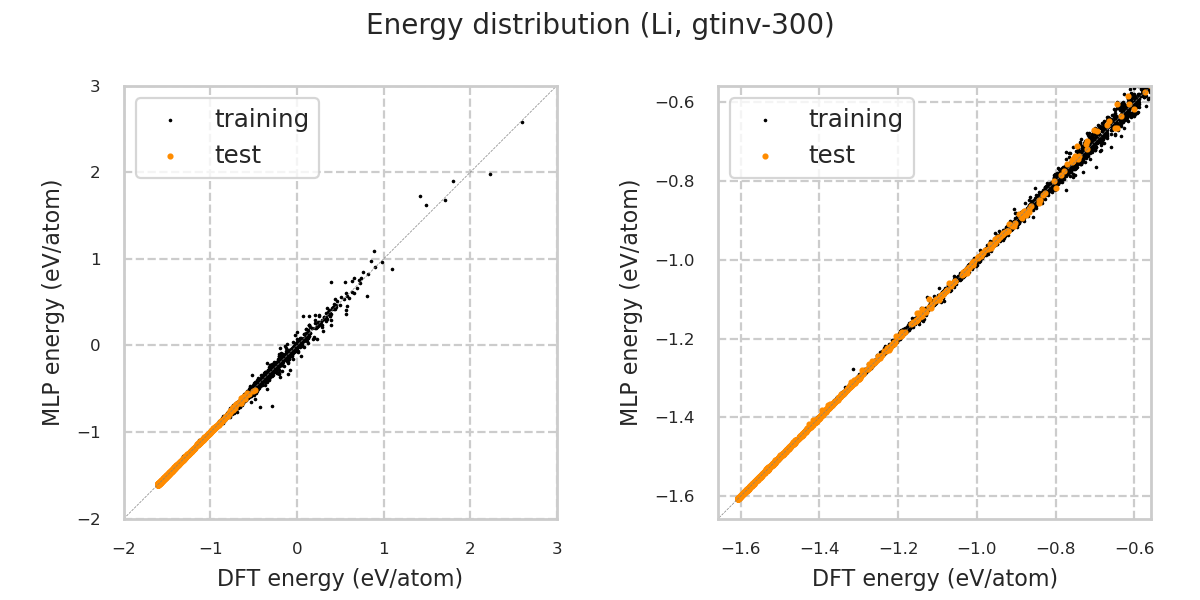 Energy distribution (Li, gtinv-300)
training
test
3
2
1
0
−1
−2
−2
−1
0
1
2
3
MLP energy (eV/atom)
DFT energy (eV/atom)
training
test
−0.6
−0.8
−1.0
−1.2
−1.4
−1.6
−1.6
−1.4
−1.2
−1.0
−0.8
−0.6
MLP energy (eV/atom)
DFT energy (eV/atom)